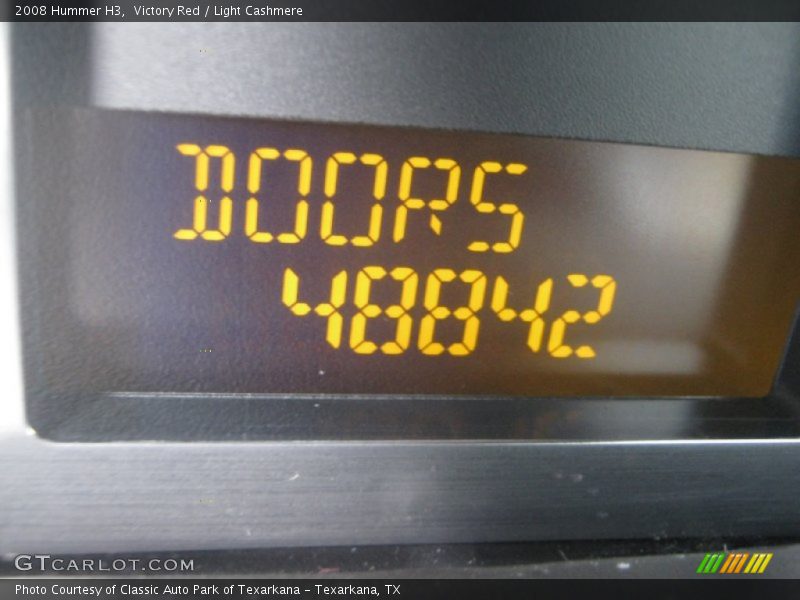 2008 Hummer H3,  Victory Red / Light Cashmere
DOORS
48842
GTCARLOT.COM
Photo Courtesy of Classic Auto Park of Texarkana - Texarkana, TX